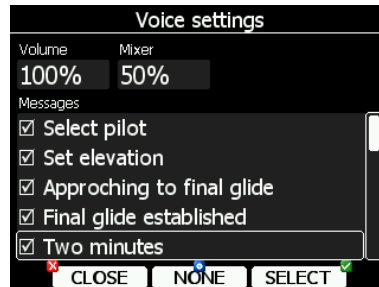 Voice settings
Volume Mixer
100% 50%
Messages
Select pilot
Set elevation
Approching to final glide
Final glide established
Two minutes
CLOSE NONE SELECT